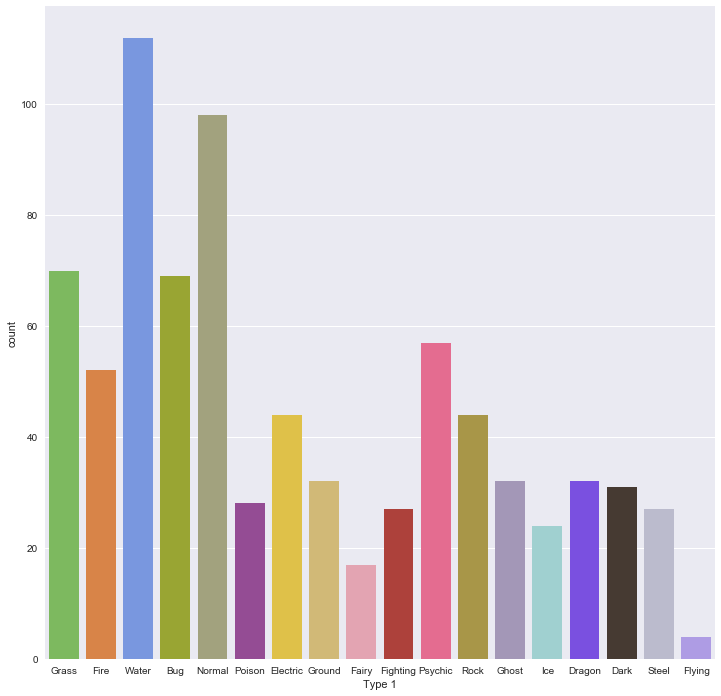 100
80
60
40
20
0
count
Grass Fire Water Bug Normal Poison Electric Ground Fairy Fighting Psychic Rock Ghost Ice Dragon Dark Steel Flying
Type 1